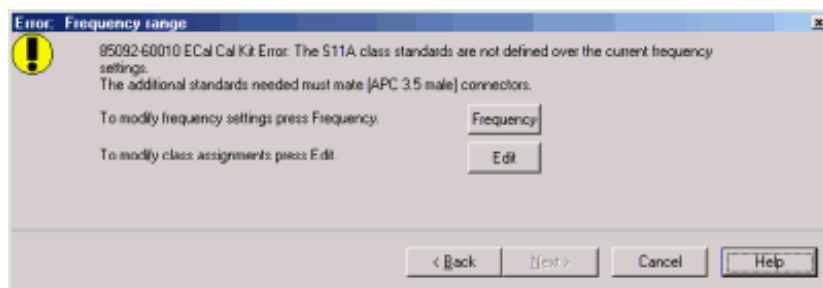 Error: Frequency range
85092-60010 ECal Cal Kit Error: The S11A class standards are not defined over the current frequency
settings.
The additional standards needed must mate [APC 3.5 male] connectors.
To modify frequency settings press Frequency.
Frequency
To modify class assignments press Edit.
Edit
< Back
Next >
Cancel
Help